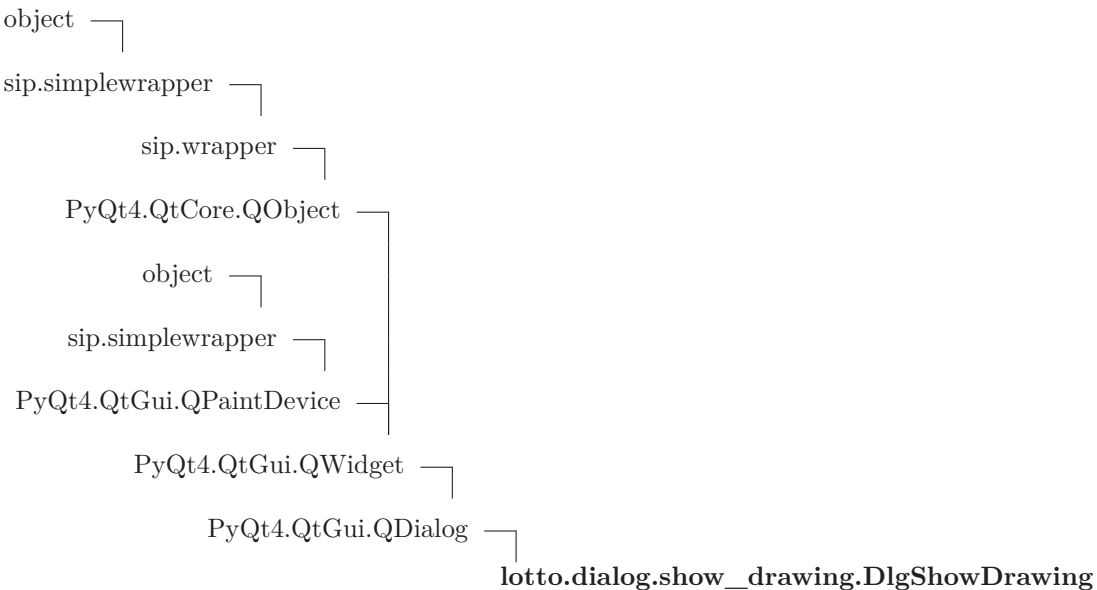 object
sip.simplewrapper
sip.wrapper
PyQt4.QtCore.QObject
object
sip.simplewrapper
PyQt4.QtGui.QPaintDevice
PyQt4.QtGui.QWidget
PyQt4.QtGui.QDialog
lotto.dialog.show_drawing.DlgShowDrawing